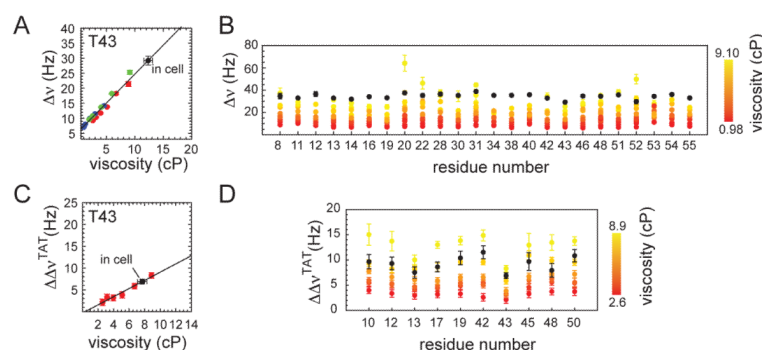 A
T43
Δν (Hz)
40
35
30
25
20
15
10
5
in cell
0
5
10
15
20
viscosity (cP)
B
Δν (Hz)
80
60
40
20
8 11 12 13 14 16 19 20 22 28 30 31 34 38 40 42 43 46 48 51 52 53 54 55
residue number
9.10
0.98
viscosity (cP)
C
T43
ΔΔν^TAT (Hz)
25
20
15
10
5
in cell
2 4 6 8 10 12 14
viscosity (cP)
D
ΔΔν^TAT (Hz)
20
15
10
5
0
10 12 13 17 19 42 43 45 48 50
residue number
8.9
2.6
viscosity (cP)